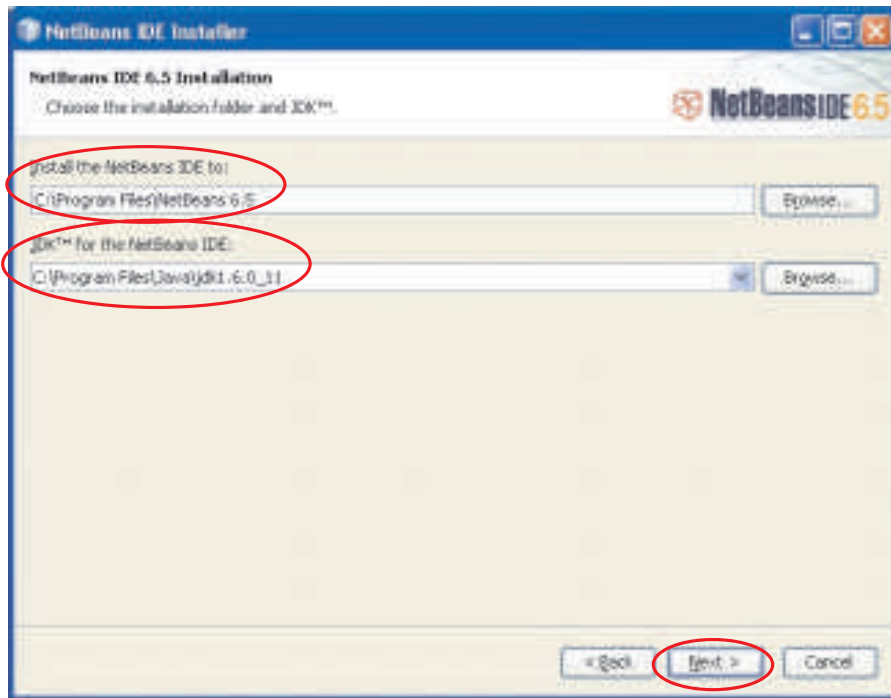 NetBeans IDE Installer
NetBeans IDE 6.5 Installation
Choose the installation folder and JDK™.
NetBeans IDE 6.5
Install the NetBeans IDE to:
C:\Program Files\NetBeans 6.5
Browse...
JDK™ for the NetBeans IDE:
C:\Program Files\Java\jdk1.6.0_11
Browse...
< Back Next > Cancel